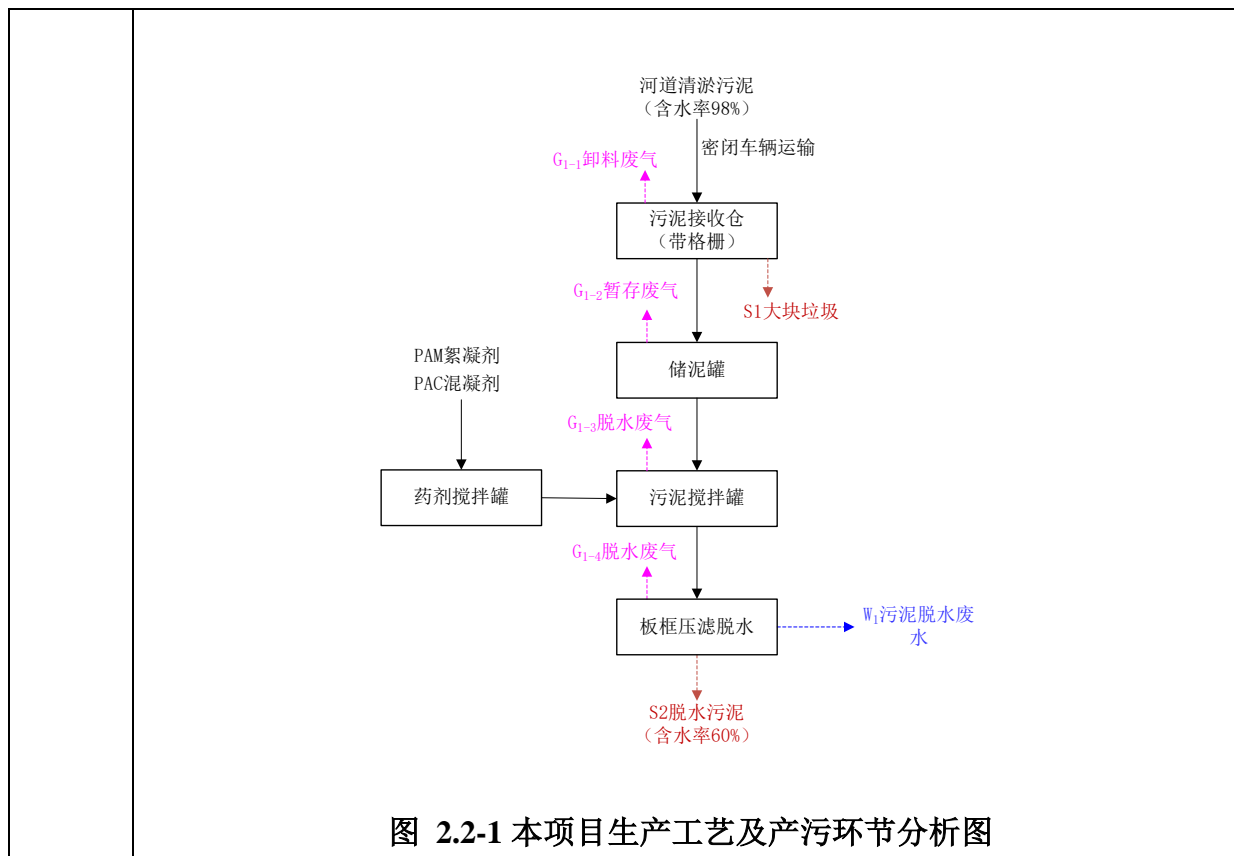 河道清淤污泥
（含水率98%）
密闭车辆运输
G1-1卸料废气
污泥接收仓
（带格栅）
G1-2暂存废气
S1大块垃圾
PAM絮凝剂
PAC混凝剂
储泥罐
G1-3脱水废气
药剂搅拌罐
污泥搅拌罐
G1-4脱水废气
板框压滤脱水
W1污泥脱水废
水
S2脱水污泥
（含水率60%）
图 2.2-1 本项目生产工艺及产污环节分析图